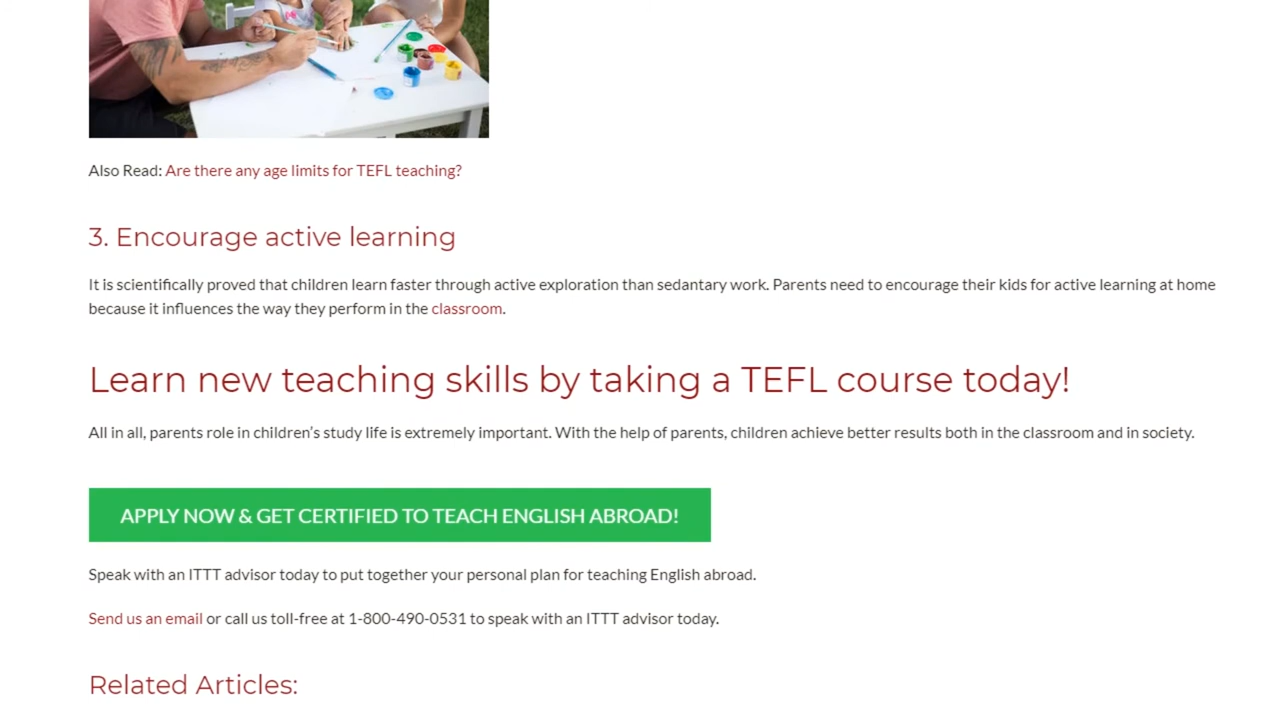 Also Read: Are there any age limits for TEFL teaching?
3. Encourage active learning
It is scientifically proved that children learn faster through active exploration than sedantary work. Parents need to encourage their kids for active learning at home
because it influences the way they perform in the classroom.
Learn new teaching skills by taking a TEFL course today!
All in all, parents role in children’s study life is extremely important. With the help of parents, children achieve better results both in the classroom and in society.
APPLY NOW & GET CERTIFIED TO TEACH ENGLISH ABROAD!
Speak with an ITTT advisor today to put together your personal plan for teaching English abroad.
Send us an email or call us toll-free at 1-800-490-0531 to speak with an ITTT advisor today.
Related Articles: